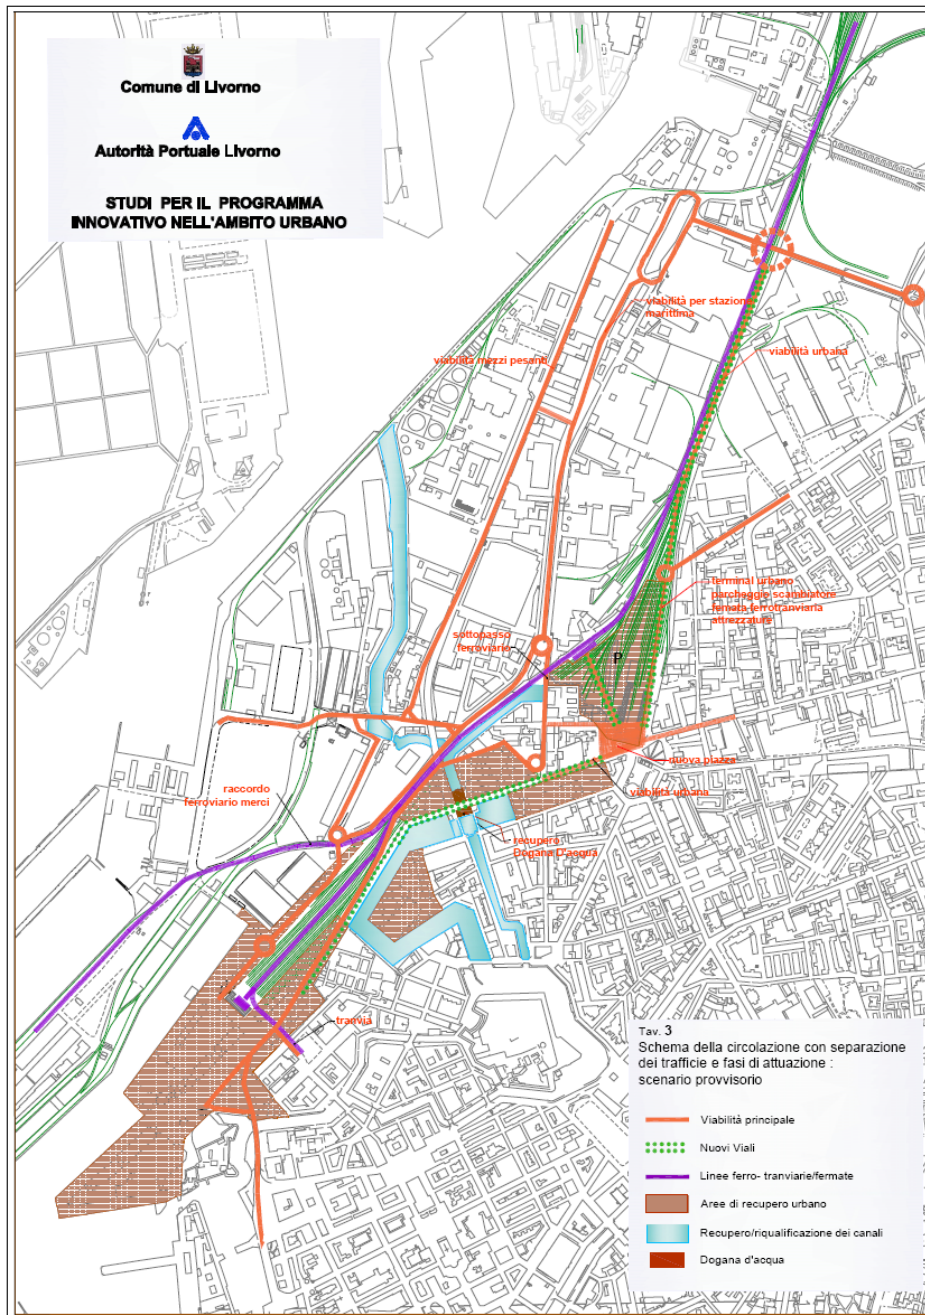 Comune di Livorno
Autorità Portuale Livorno
STUDI PER IL PROGRAMMA
INNOVATIVO NELL'AMBITO URBANO
viabilità per stazione
marittima
viabilità mezzi pesanti
viabilità urbana
terminal urbano
parcheggio scambiatore
femata ferrotranviaria
attrezzature
sottopasso
ferroviario
P
nuova piazza
raccordo
ferroviario merci
viabilità urbana
recupero
Dogana D'acqua
tranvia
Tav. 3
Schema della circolazione con separazione
dei trafficie e fasi di attuazione :
scenario provvisorio
Viabilità principale
Nuovi Viali
Linee ferro- tranviarie/fermate
Aree di recupero urbano
Recupero/riqualificazione dei canali
Dogana d'acqua